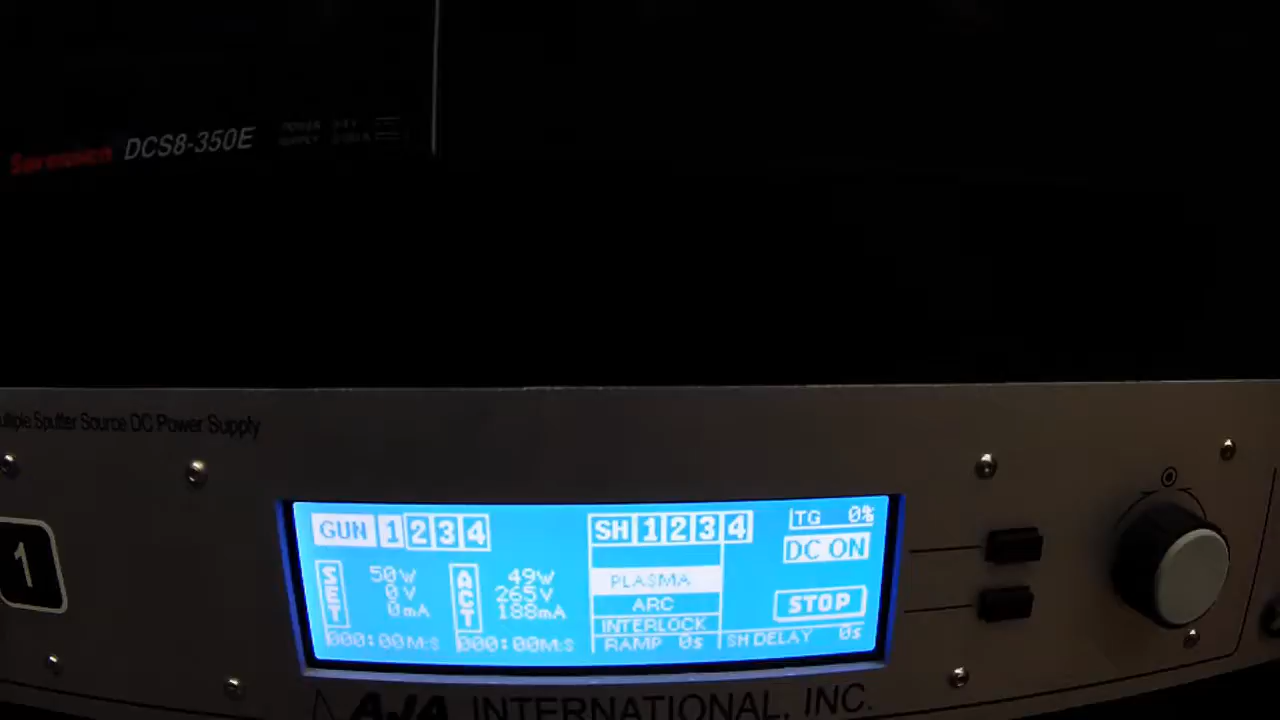 Sorensen DCS8-350E POWER SUPPLY
Multiple Sputter Source DC Power Supply
1
GUN 1 2 3 4
SH 1 2 3 4
TG 0%
DC ON
SET 50W 0V 0mA
ACT 49W 265V 188mA
PLASMA
ARC
INTERLOCK
STOP
000:00M:S 000:00M:S
RAMP 0s
SH DELAY 0s
AJA INTERNATIONAL, INC.